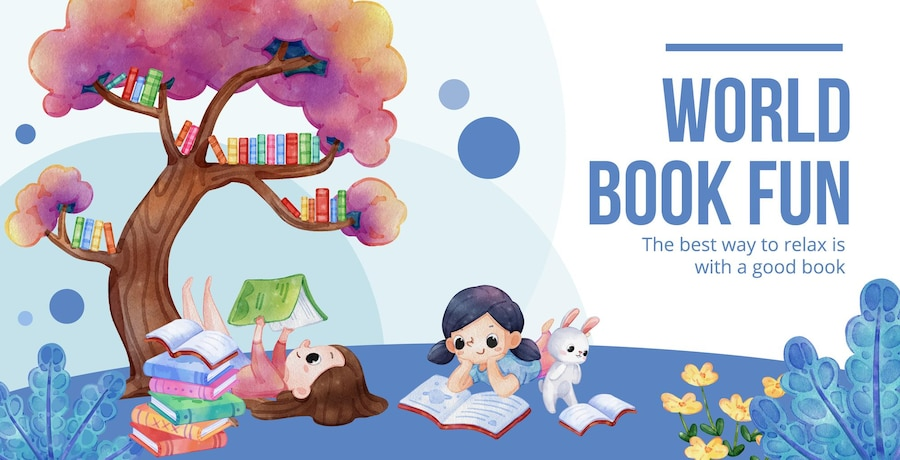 WORLD
BOOK FUN
The best way to relax is
with a good book